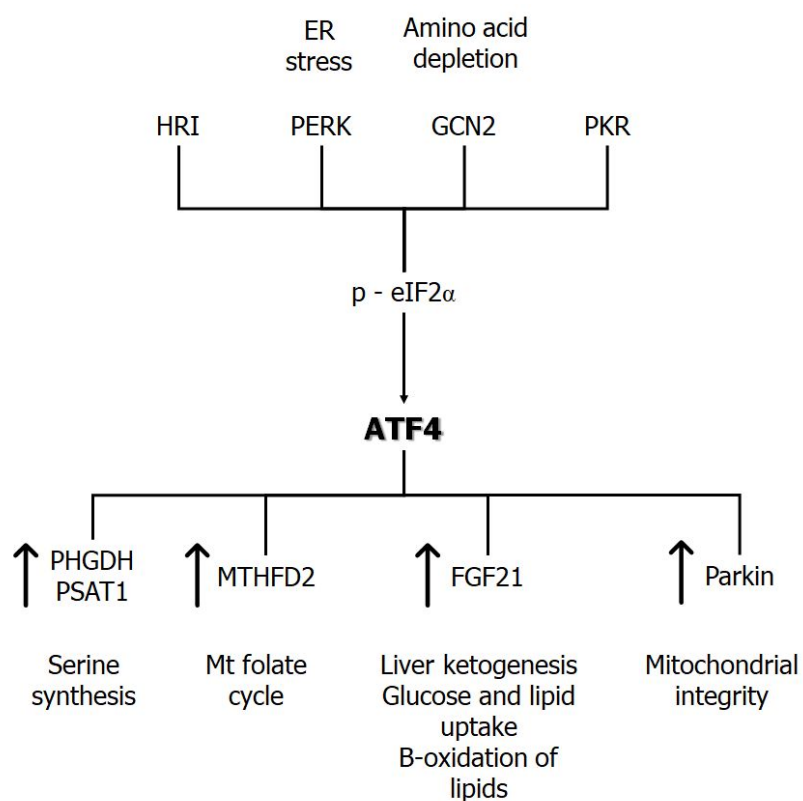 ER
stress
Amino acid
depletion
HRI
PERK
GCN2
PKR
p - eIF2α
ATF4
PHGDH
PSAT1
MTHFD2
FGF21
Parkin
Serine
synthesis
Mt folate
cycle
Liver ketogenesis
Glucose and lipid
uptake
B-oxidation of
lipids
Mitochondrial
integrity